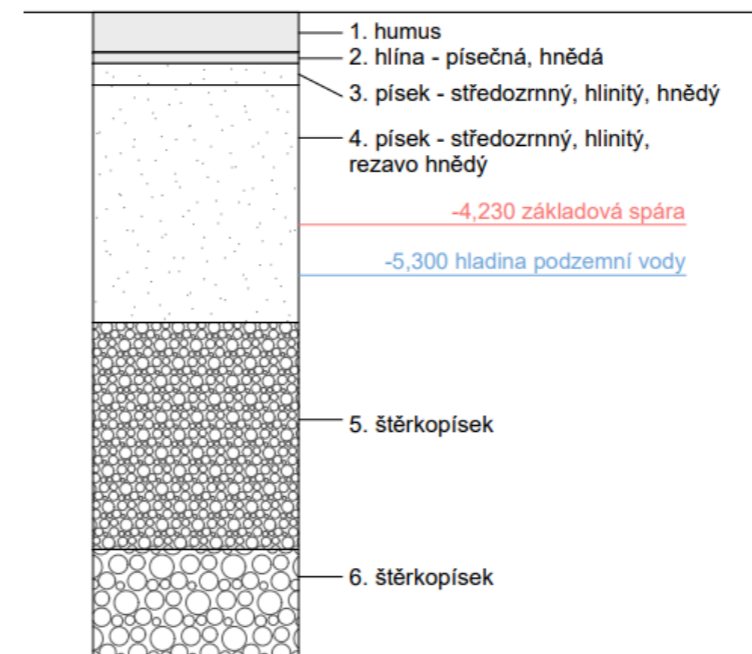 1. humus
2. hlína - písečná, hnědá
3. písek - středozrnný, hlinitý, hnědý
4. písek - středozrnný, hlinitý,
rezavo hnědý
-4,230 základová spára
-5,300 hladina podzemní vody
5. štěrkopísek
6. štěrkopísek